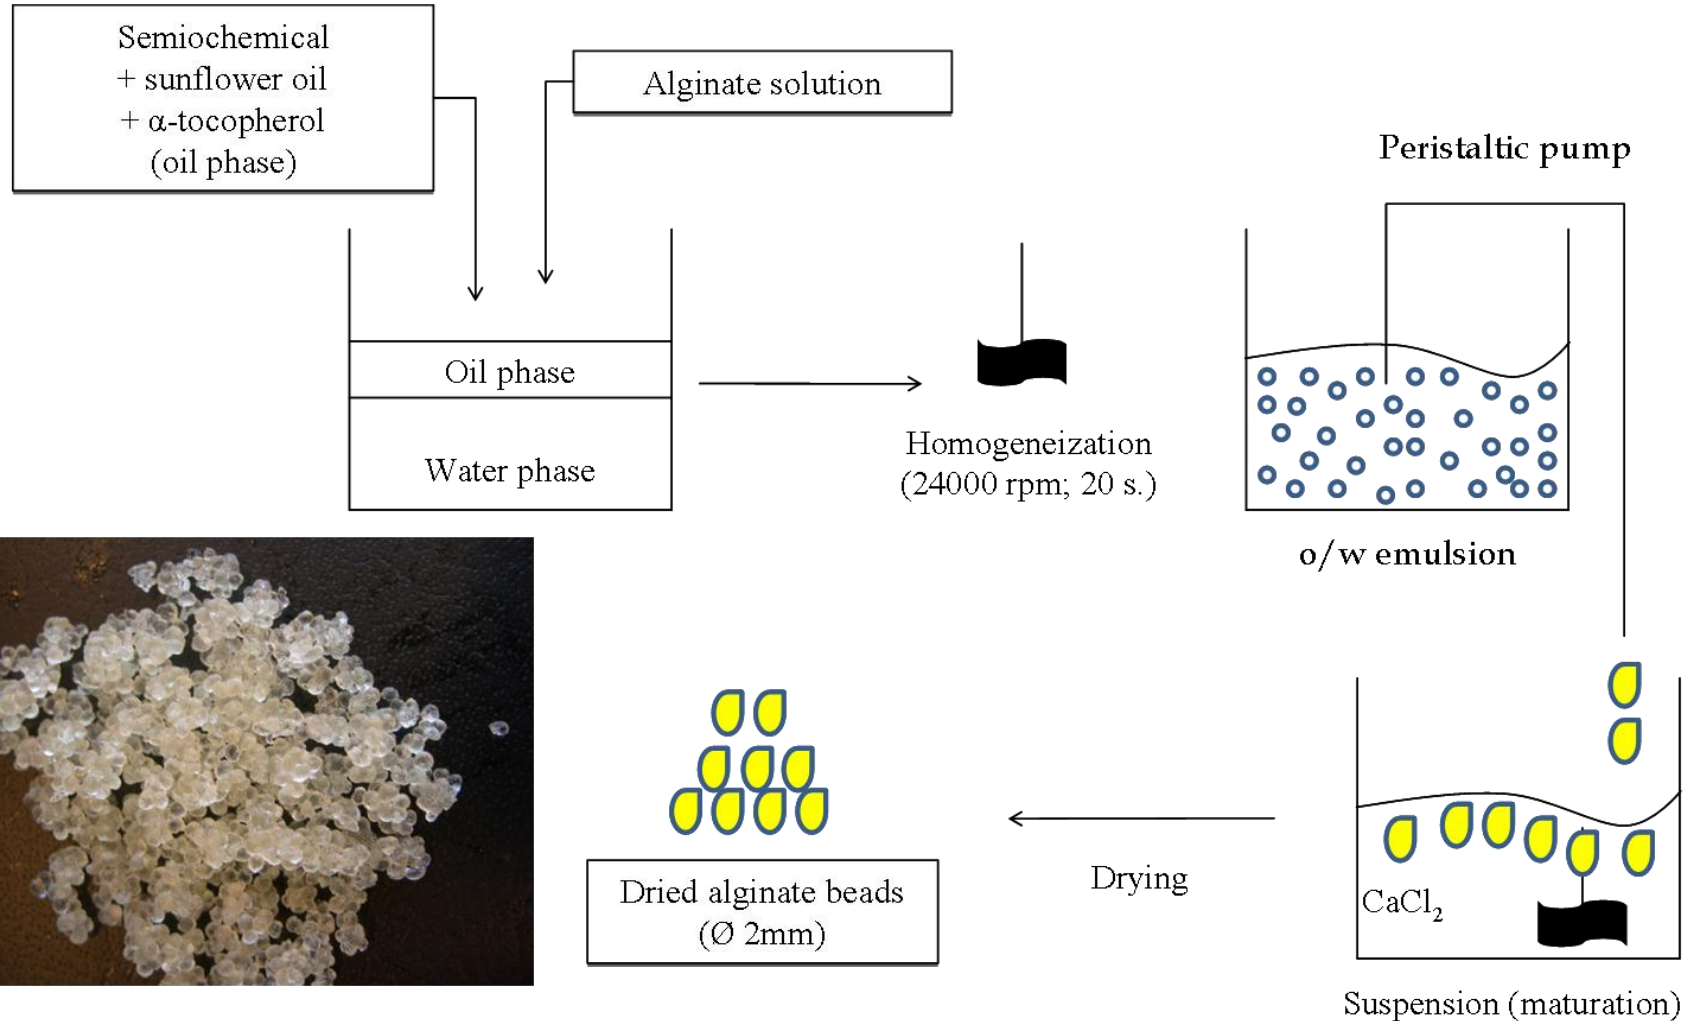 Semiochemical
+ sunflower oil
+ α-tocopherol
(oil phase)
Alginate solution
Peristaltic pump
Oil phase
Water phase
Homogeneization
(24000 rpm; 20 s.)
o/w emulsion
Dried alginate beads
(Ø 2mm)
Drying
CaCl₂
Suspension (maturation)